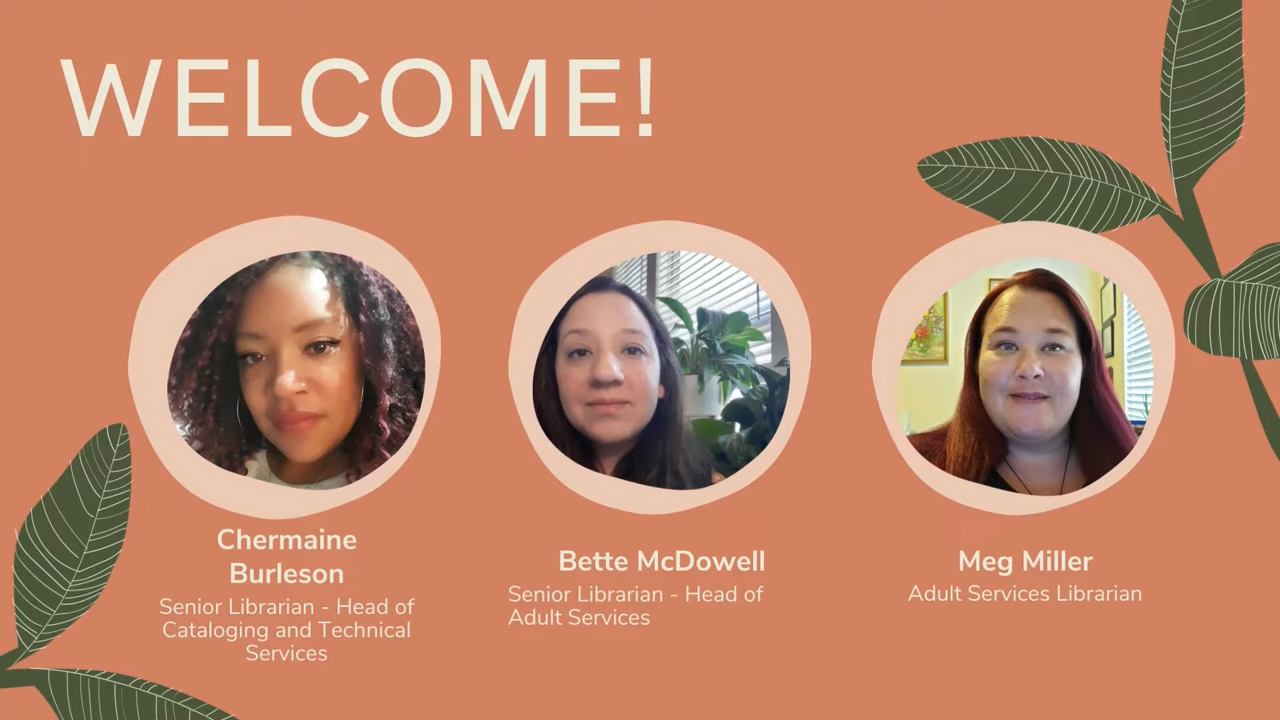 WELCOME!
Chermaine
Burleson
Senior Librarian - Head of
Cataloging and Technical
Services
Bette McDowell
Senior Librarian - Head of
Adult Services
Meg Miller
Adult Services Librarian